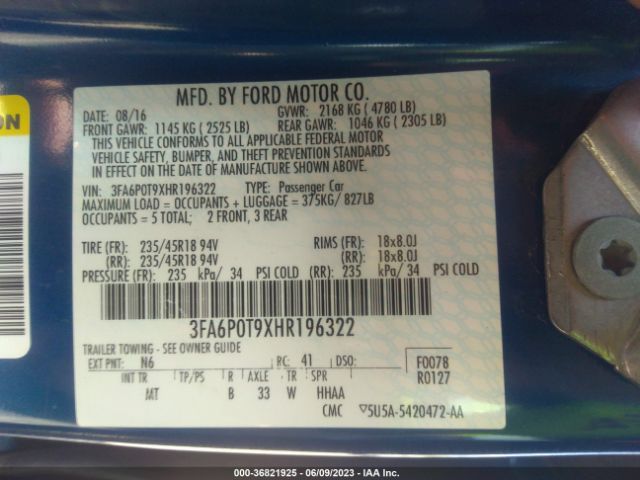 MFD. BY FORD MOTOR CO.
DATE: 08/16 GVWR: 2168 KG ( 4780 LB)
FRONT GAWR: 1145 KG ( 2525 LB) REAR GAWR: 1046 KG ( 2305 LB)
THIS VEHICLE CONFORMS TO ALL APPLICABLE FEDERAL MOTOR
VEHICLE SAFETY, BUMPER, AND THEFT PREVENTION STANDARDS
IN EFFECT ON THE DATE OF MANUFACTURE SHOWN ABOVE.
VIN: 3FA6P0T9XHR196322 TYPE: Passenger Car
MAXIMUM LOAD = OCCUPANTS + LUGGAGE = 375KG/ 827LB
OCCUPANTS = 5 TOTAL; 2 FRONT, 3 REAR
TIRE (FR): 235/45R18 94V RIMS (FR): 18x8.0J
(RR): 235/45R18 94V (RR): 18x8.0J
PRESSURE (FR): 235 kPa/ 34 PSI COLD (RR): 235 kPa/ 34 PSI COLD
3FA6P0T9XHR196322
TRAILER TOWING - SEE OWNER GUIDE
EXT PNT: N6 RC: 41 DSO: F0078
INT TR TP/PS R AXLE TR SPR R0127
MT B 33 W HHAA
CMC ▽5U5A-5420472-AA
ON
000-36821925 | 06/09/2023 | IAA Inc.